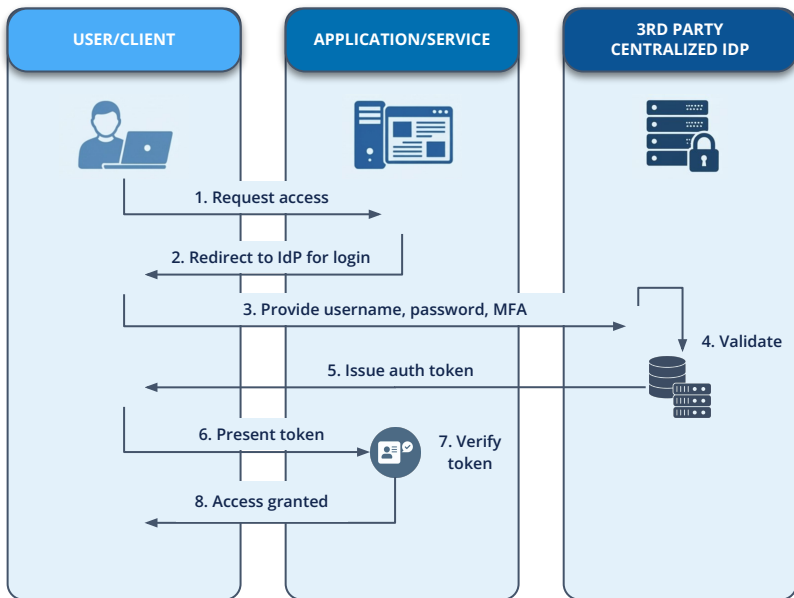 USER/CLIENT
APPLICATION/SERVICE
3RD PARTY
CENTRALIZED IDP
1. Request access
2. Redirect to IdP for login
3. Provide username, password, MFA
4. Validate
5. Issue auth token
6. Present token
7. Verify
token
8. Access granted